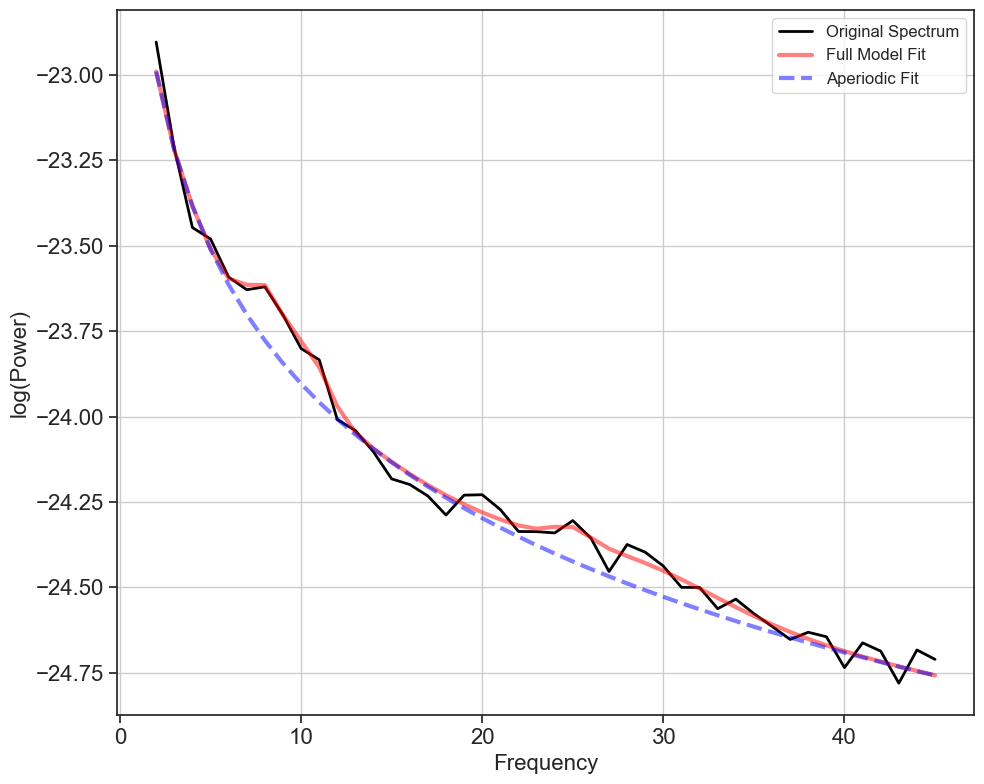 Original Spectrum
Full Model Fit
Aperiodic Fit
−23.00
−23.25
−23.50
−23.75
−24.00
−24.25
−24.50
−24.75
log(Power)
0 10 20 30 40
Frequency